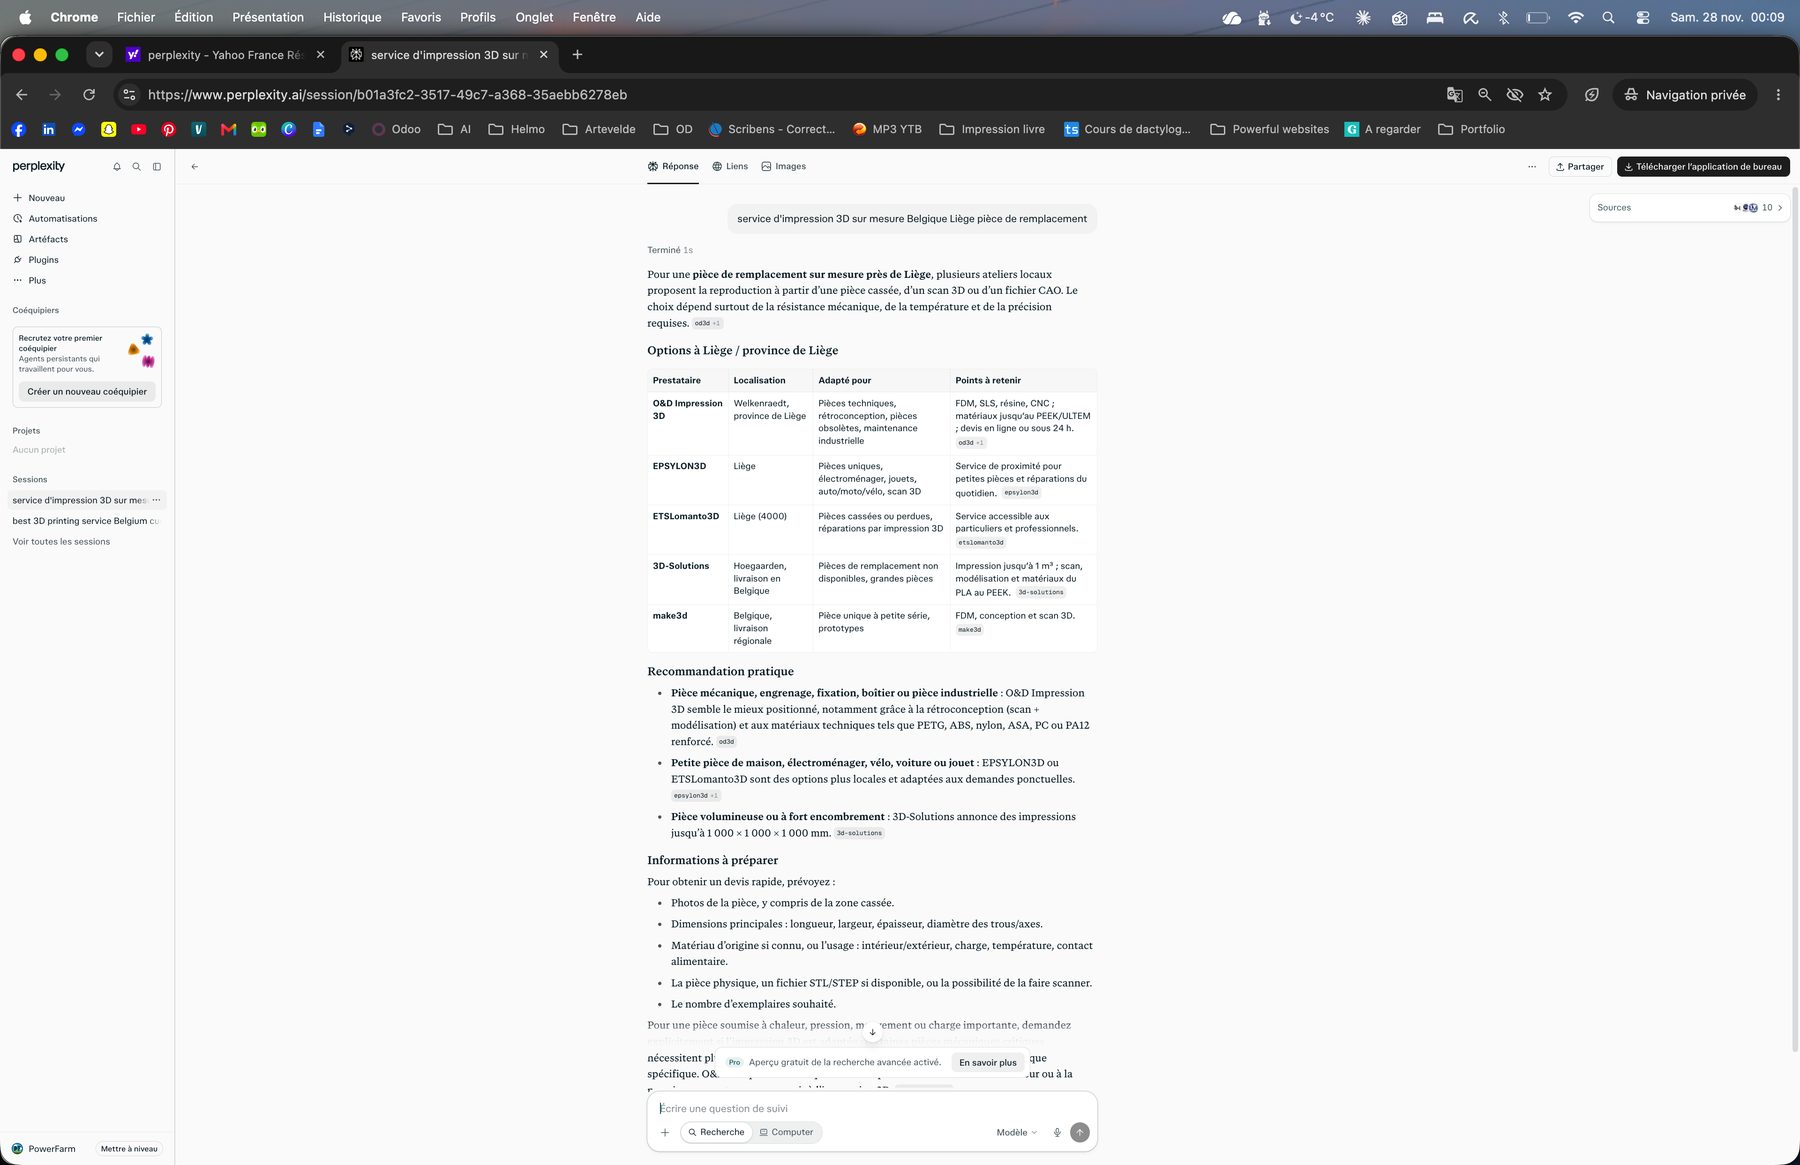 Chrome Fichier Édition Présentation Historique Favoris Profils Onglet Fenêtre Aide -4°C Sam. 28 nov. 00:09
perplexity - Yahoo France Rés
service d'impression 3D sur m
https://www.perplexity.ai/session/b01a3fc2-3517-49c7-a368-35aebb6278eb
Navigation privée
Odoo AI Helmo Artevelde OD Scribens - Correct... MP3 YTB Impression livre Cours de dactylog... Powerful websites A regarder Portfolio
perplexity
Nouveau
Automatisations
Artéfacts
Plugins
Plus
Coéquipiers
Recrutez votre premier
coéquipier
Agents persistants qui
travaillent pour vous.
Créer un nouveau coéquipier
Projets
Aucun projet
Sessions
service d'impression 3D sur mes
best 3D printing service Belgium cu
Voir toutes les sessions
PowerFarm Mettre à niveau
Réponse Liens Images
Partager
Télécharger l'application de bureau
Sources 10
service d'impression 3D sur mesure Belgique Liège pièce de remplacement
Terminé 1s
Pour une pièce de remplacement sur mesure près de Liège, plusieurs ateliers locaux
proposent la reproduction à partir d'une pièce cassée, d'un scan 3D ou d'un fichier CAO. Le
choix dépend surtout de la résistance mécanique, de la température et de la précision
requises. od3d +1
Options à Liège / province de Liège
Prestataire Localisation Adapté pour Points à retenir
O&D Impression
3D
Welkenraedt,
province de Liège
Pièces techniques,
rétroconception, pièces
obsolètes, maintenance
industrielle
FDM, SLS, résine, CNC ;
matériaux jusqu'au PEEK/ULTEM
; devis en ligne ou sous 24 h.
od3d +1
EPSYLON3D
Liège
Pièces uniques,
électroménager, jouets,
auto/moto/vélo, scan 3D
Service de proximité pour
petites pièces et réparations du
quotidien. epsylon3d
ETSLomanto3D
Liège (4000)
Pièces cassées ou perdues,
réparations par impression 3D
Service accessible aux
particuliers et professionnels.
etslomanto3d
3D-Solutions
Hoegaarden,
livraison en
Belgique
Pièces de remplacement non
disponibles, grandes pièces
Impression jusqu'à 1 m³ ; scan,
modélisation et matériaux du
PLA au PEEK. 3d-solutions
make3d
Belgique,
livraison
régionale
Pièce unique à petite série,
prototypes
FDM, conception et scan 3D.
make3d
Recommandation pratique
• Pièce mécanique, engrenage, fixation, boîtier ou pièce industrielle : O&D Impression
3D semble le mieux positionné, notamment grâce à la rétroconception (scan +
modélisation) et aux matériaux techniques tels que PETG, ABS, nylon, ASA, PC ou PA12
renforcé. od3d
• Petite pièce de maison, électroménager, vélo, voiture ou jouet : EPSYLON3D ou
ETSLomanto3D sont des options plus locales et adaptées aux demandes ponctuelles.
epsylon3d +1
• Pièce volumineuse ou à fort encombrement : 3D-Solutions annonce des impressions
jusqu'à 1 000 × 1 000 × 1 000 mm. 3d-solutions
Informations à préparer
Pour obtenir un devis rapide, prévoyez :
• Photos de la pièce, y compris de la zone cassée.
• Dimensions principales : longueur, largeur, épaisseur, diamètre des trous/axes.
• Matériau d'origine si connu, ou l'usage : intérieur/extérieur, charge, température, contact
alimentaire.
• La pièce physique, un fichier STL/STEP si disponible, ou la possibilité de la faire scanner.
• Le nombre d'exemplaires souhaité.
Pour une pièce soumise à chaleur, pression, mouvement ou charge importante, demandez
nécessitent
spécifique.
ou à la
Pro Aperçu gratuit de la recherche avancée activé. En savoir plus
Écrire une question de suivi
Recherche Computer Modèle